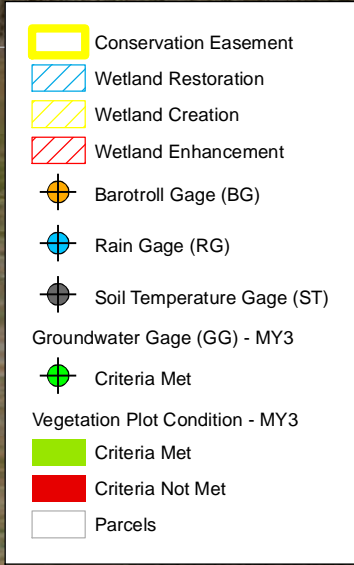 Conservation Easement
Wetland Restoration
Wetland Creation
Wetland Enhancement
Barotroll Gage (BG)
Rain Gage (RG)
Soil Temperature Gage (ST)
Groundwater Gage (GG) - MY3
Criteria Met
Vegetation Plot Condition - MY3
Criteria Met
Criteria Not Met
Parcels